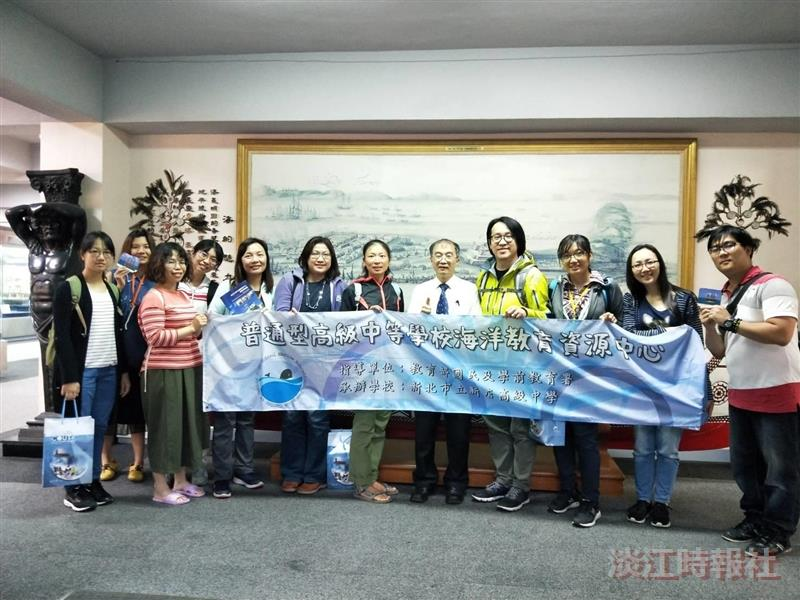 普通型高級中等學校海洋教育資源中心
指導單位：教育部國民及學前教育署
承辦學校：新北市立新店高級中學
淡江時報社